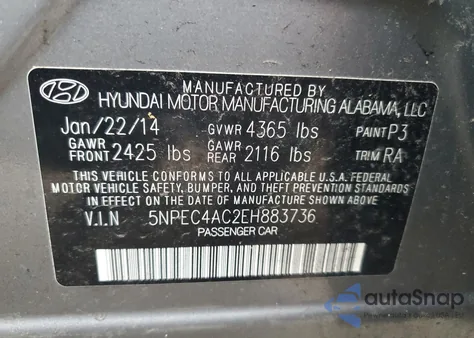 MANUFACTURED BY
HYUNDAI MOTOR MANUFACTURING ALABAMA, LLC
Jan/22/14 GVWR 4365 lbs PAINT P3
GAWR FRONT 2425 lbs GAWR REAR 2116 lbs TRIM RA
THIS VEHICLE CONFORMS TO ALL APPLICABLE U.S.A. FEDERAL
MOTOR VEHICLE SAFETY, BUMPER, AND THEFT PREVENTION
STANDARDS IN EFFECT ON THE DATE OF MANUFACTURE SHOWN ABOVE.
V.I.N 5NPEC4AC2EH883736
PASSENGER CAR
autoSnap